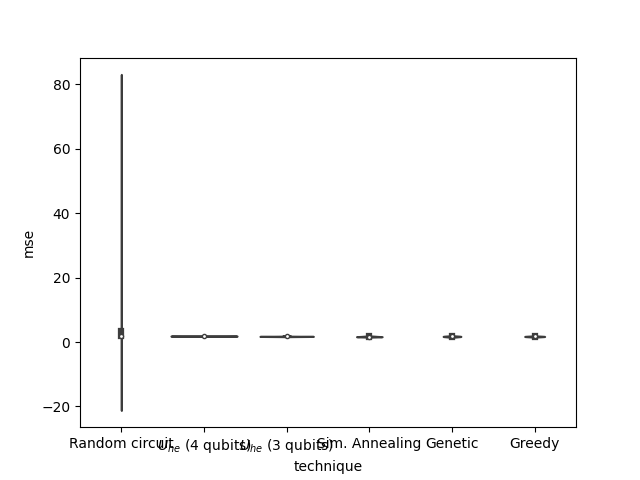 80
60
40
20
0
−20
mse
Random circuit
U_he (4 qubits)
U_he (3 qubits)
Sim. Annealing
Genetic
Greedy
technique